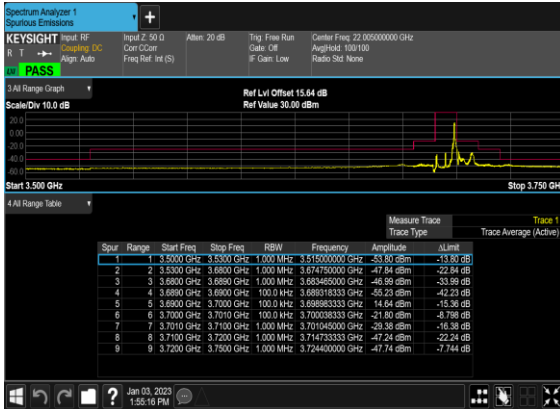 Spectrum Analyzer 1
Spurious Emissions
KEYSIGHT Input: RF Input Z: 50 Ω Atten: 20 dB Trig: Free Run Center Freq: 22.005000000 GHz
R T Coupling: DC Corr CCorr Gate: Off Avg|Hold: 100/100
Align: Auto Freq Ref: Int (S) IF Gain: Low Radio Std: None
PASS
3 All Range Graph
Ref Lvl Offset 15.64 dB
Scale/Div 10.0 dB Ref Value 30.00 dBm
20.0
0.00
-20.0
-40.0
-60.0
Start 3.500 GHz Stop 3.750 GH
4 All Range Table
Measure Trace Trace 1
Trace Type Trace Average (Active)
Spur Range Start Freq Stop Freq RBW Frequency Amplitude ΔLimit
1 1 3.5000 GHz 3.5300 GHz 1.000 MHz 3.515000000 GHz -53.80 dBm -13.80 dB
2 2 3.5300 GHz 3.6800 GHz 1.000 MHz 3.674750000 GHz -47.84 dBm -22.84 dB
3 3 3.6800 GHz 3.6890 GHz 1.000 MHz 3.683465000 GHz -46.99 dBm -33.99 dB
4 4 3.6890 GHz 3.6900 GHz 100.0 kHz 3.689318333 GHz -55.23 dBm -42.23 dB
5 5 3.6900 GHz 3.7000 GHz 100.0 kHz 3.698983333 GHz 14.64 dBm -15.36 dB
6 6 3.7000 GHz 3.7010 GHz 100.0 kHz 3.700038333 GHz -21.80 dBm -8.798 dB
7 7 3.7010 GHz 3.7100 GHz 1.000 MHz 3.701045000 GHz -29.38 dBm -16.38 dB
8 8 3.7100 GHz 3.7200 GHz 1.000 MHz 3.714733333 GHz -47.24 dBm -22.24 dB
9 9 3.7200 GHz 3.7500 GHz 1.000 MHz 3.724400000 GHz -47.74 dBm -7.744 dB
Jan 03, 2023
1:55:16 PM